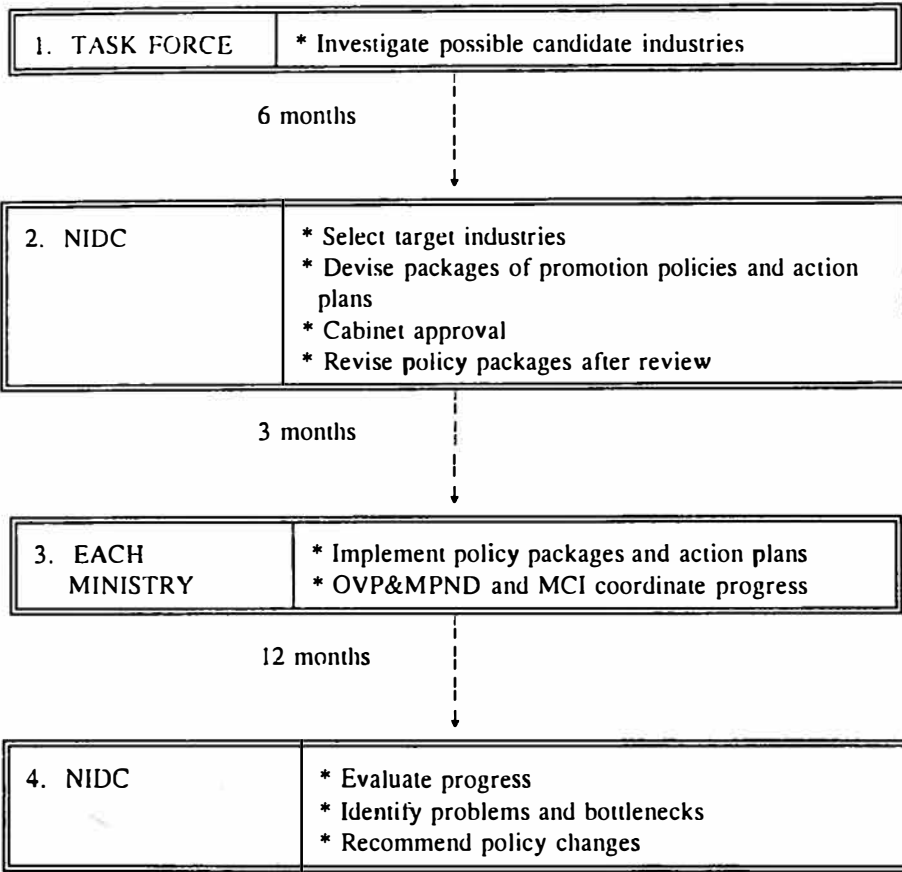 1. TASK FORCE
* Investigate possible candidate industries
6 months
2. NIDC
* Select target industries
* Devise packages of promotion policies and action
plans
* Cabinet approval
* Revise policy packages after review
3 months
3. EACH
MINISTRY
* Implement policy packages and action plans
* OVP&MPND and MCI coordinate progress
12 months
4. NIDC
* Evaluate progress
* Identify problems and bottlenecks
* Recommend policy changes